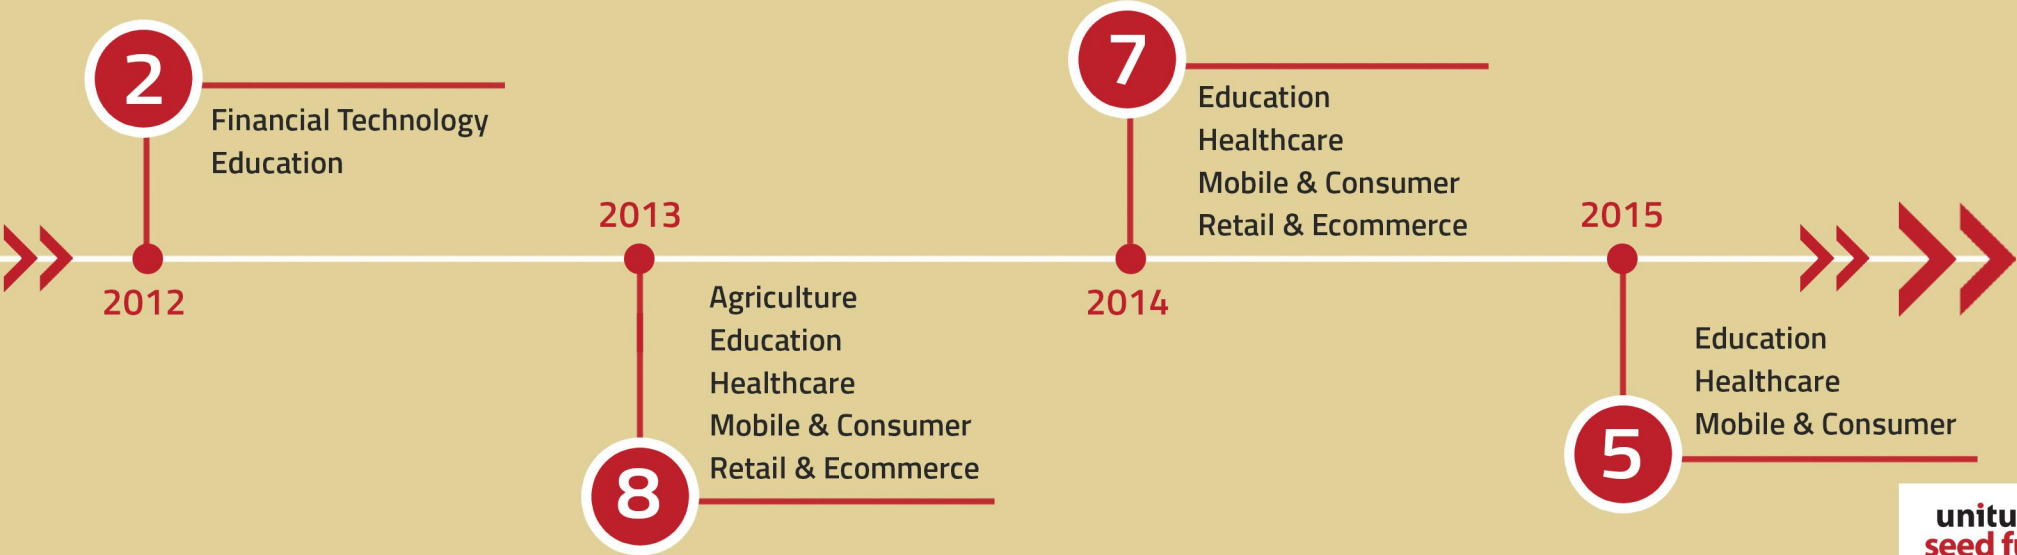 2
Financial Technology
Education
2012
2013
Agriculture
Education
Healthcare
Mobile & Consumer
Retail & Ecommerce
8
7
Education
Healthcare
Mobile & Consumer
Retail & Ecommerce
2014
2015
Education
Healthcare
Mobile & Consumer
5
seed